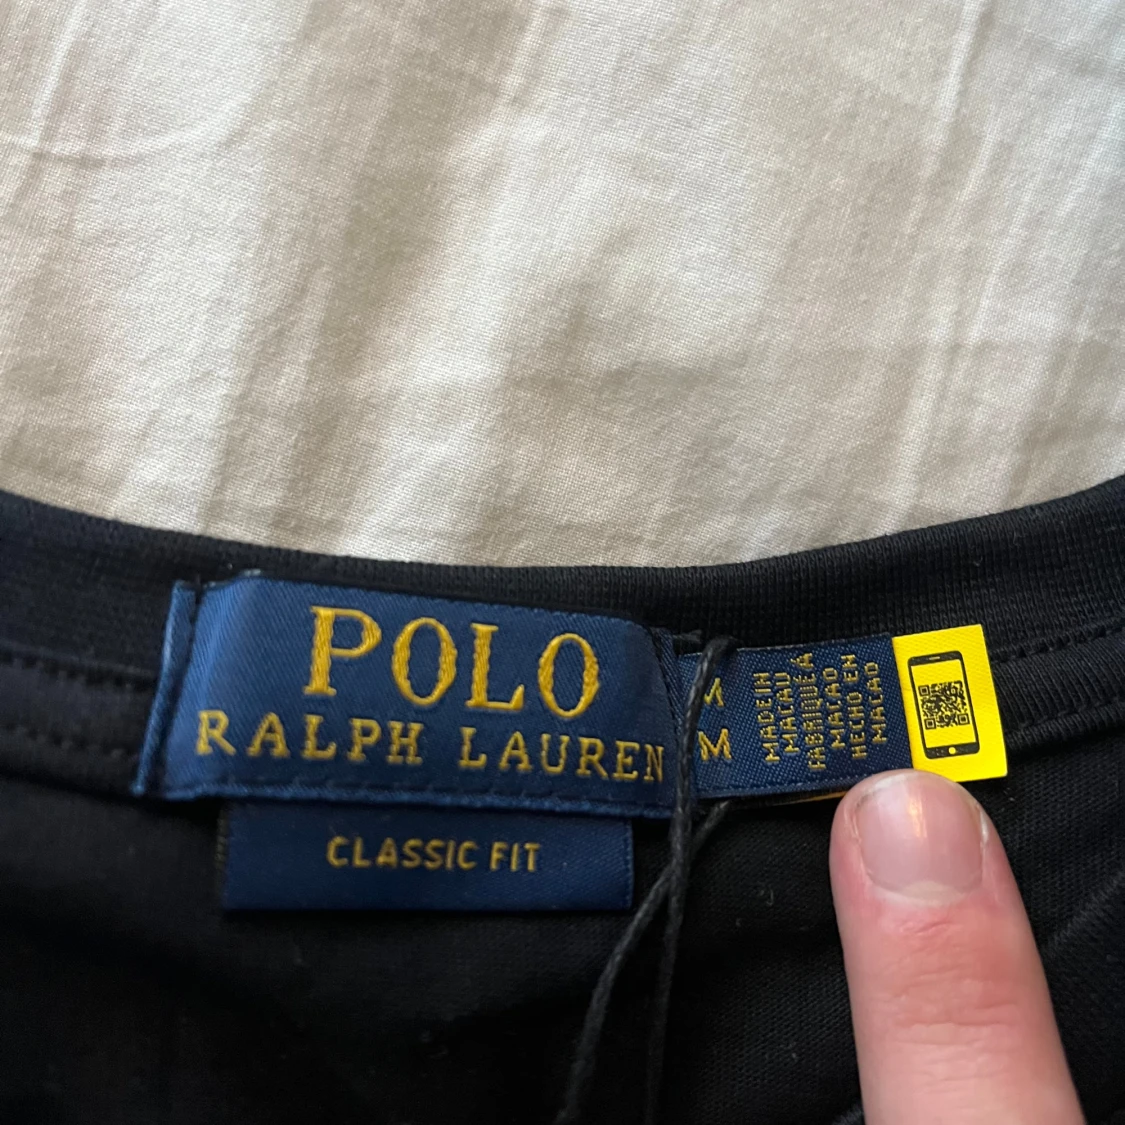 POLO
RALPH LAUREN
CLASSIC FIT
M
M
MADE IN
MACAU
FABRIQUÉ A
MACAO
HECHO EN
MACAO